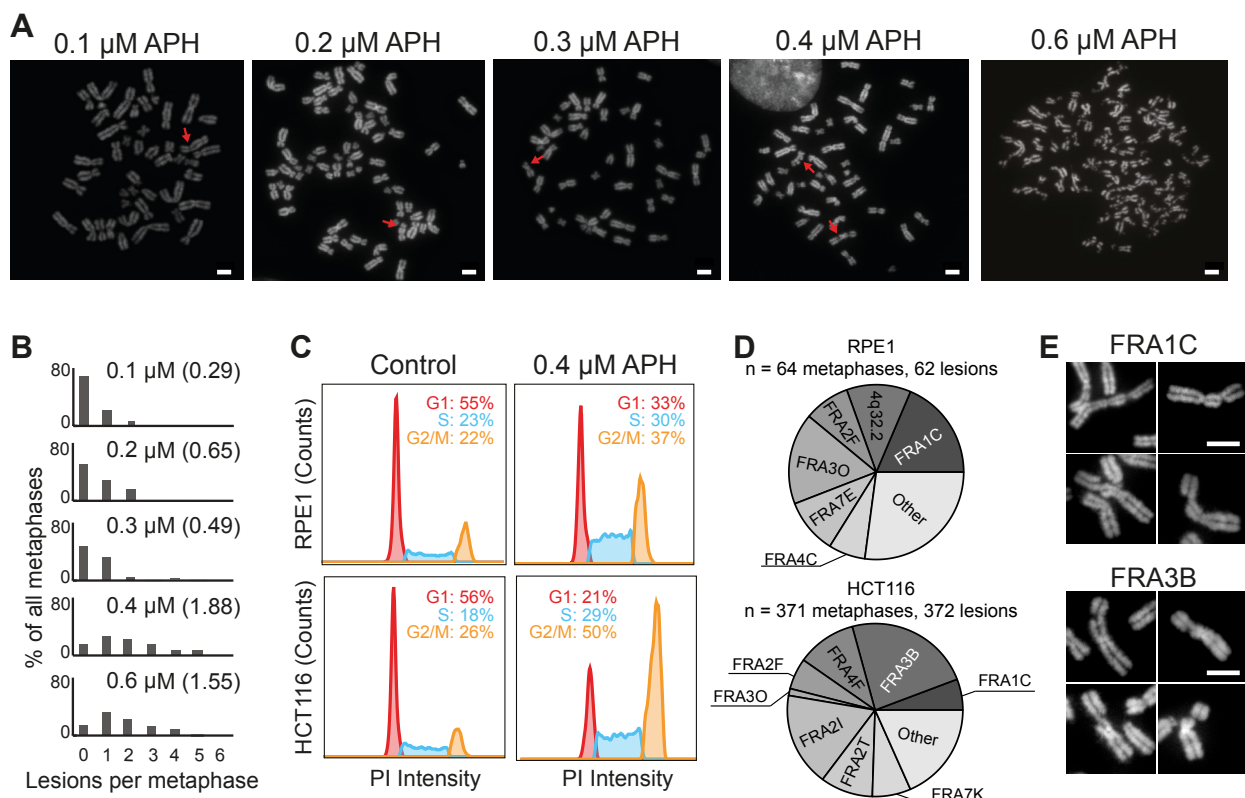 A
0.1 µM APH
0.2 µM APH
0.3 µM APH
0.4 µM APH
0.6 µM APH
B
% of all metaphases
80
0
0.1 µM (0.29)
80
0
0.2 µM (0.65)
80
0
0.3 µM (0.49)
80
0
0.4 µM (1.88)
80
0
0.6 µM (1.55)
0 1 2 3 4 5 6
Lesions per metaphase
C
Control
0.4 µM APH
RPE1 (Counts)
G1: 55%
S: 23%
G2/M: 22%
G1: 33%
S: 30%
G2/M: 37%
HCT116 (Counts)
G1: 56%
S: 18%
G2/M: 26%
G1: 21%
S: 29%
G2/M: 50%
PI Intensity
PI Intensity
D
RPE1
n = 64 metaphases, 62 lesions
FRA2F
4q32.2
FRA1C
FRA3O
FRA7E
Other
FRA4C
HCT116
n = 371 metaphases, 372 lesions
FRA2F
FRA4F
FRA3B
FRA1C
FRA3O
FRA2I
FRA2T
Other
FRA7K
E
FRA1C
FRA3B